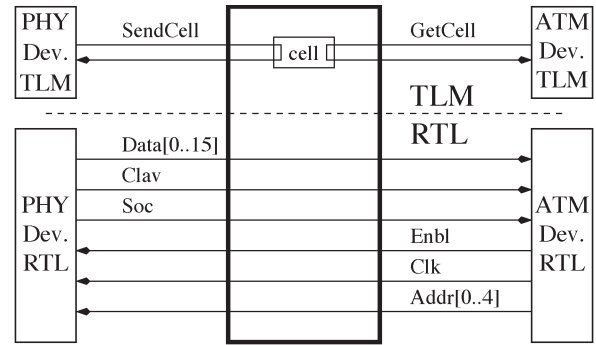 PHY
Dev.
TLM
SendCell
cell
GetCell
ATM
Dev.
TLM
TLM
RTL
PHY
Dev.
RTL
Data[0..15]
Clav
Soc
Enbl
Clk
Addr[0..4]
ATM
Dev.
RTL